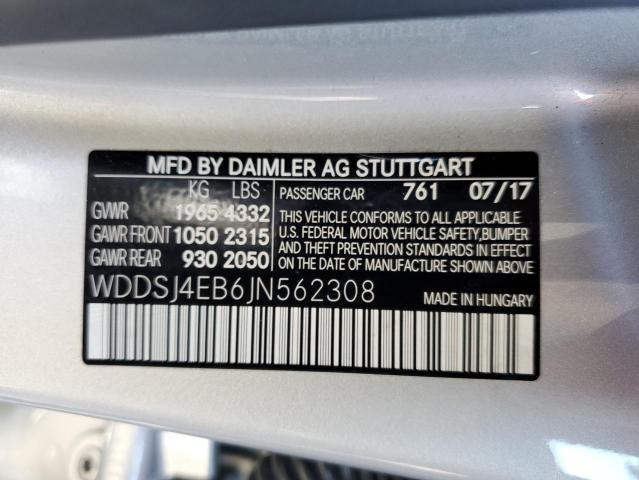 MFD BY DAIMLER AG STUTTGART
KG LBS
GVWR 1965 4332
GAWR FRONT 1050 2315
GAWR REAR 930 2050
PASSENGER CAR 761 07/17
THIS VEHICLE CONFORMS TO ALL APPLICABLE
U.S. FEDERAL MOTOR VEHICLE SAFETY,BUMPER
AND THEFT PREVENTION STANDARDS IN EFFECT
ON THE DATE OF MANUFACTURE SHOWN ABOVE.
WDDSJ4EB6JN562308
MADE IN HUNGARY